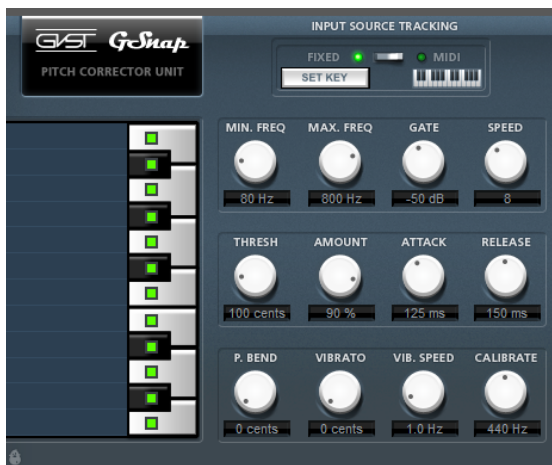 GVST GSnap
PITCH CORRECTOR UNIT
INPUT SOURCE TRACKING
FIXED MIDI
SET KEY
MIN. FREQ MAX. FREQ GATE SPEED
80 Hz 800 Hz -50 dB 8
THRESH AMOUNT ATTACK RELEASE
100 cents 90 % 125 ms 150 ms
P. BEND VIBRATO VIB. SPEED CALIBRATE
0 cents 0 cents 1.0 Hz 440 Hz